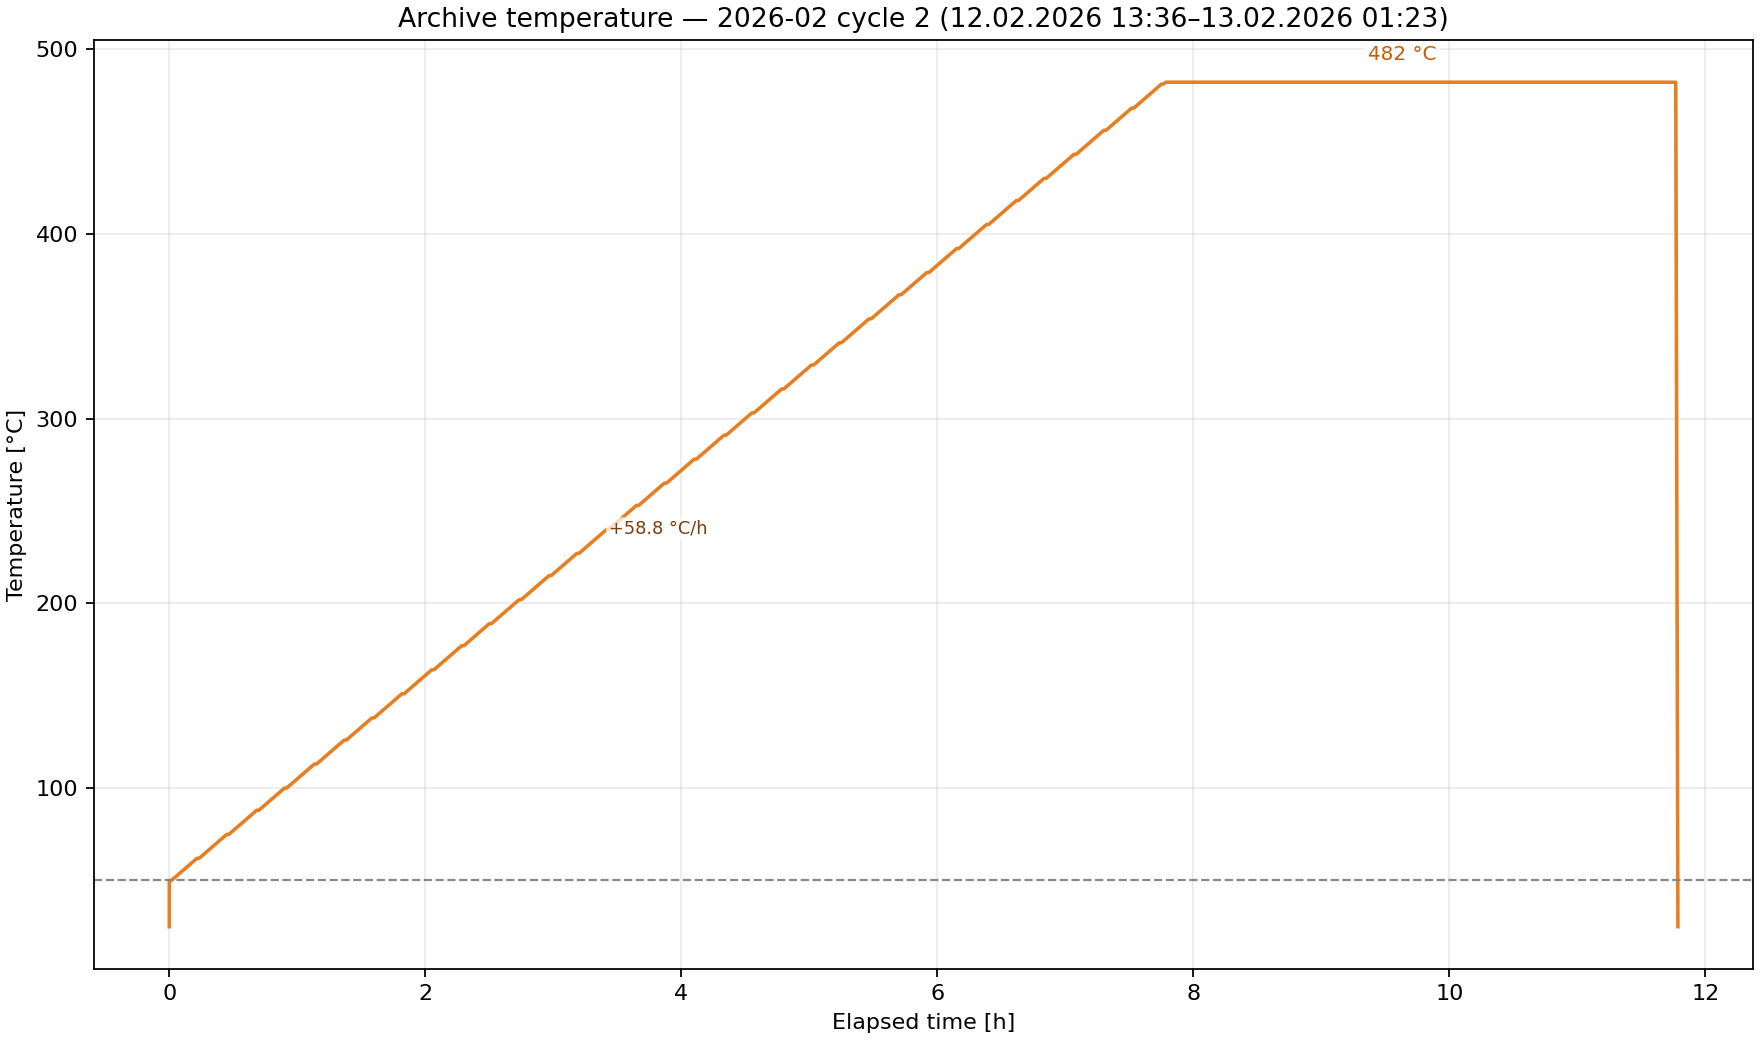 Archive temperature — 2026-02 cycle 2 (12.02.2026 13:36–13.02.2026 01:23)
482 °C
+58.8 °C/h
Temperature [°C]
500
400
300
200
100
0 2 4 6 8 10 12
Elapsed time [h]